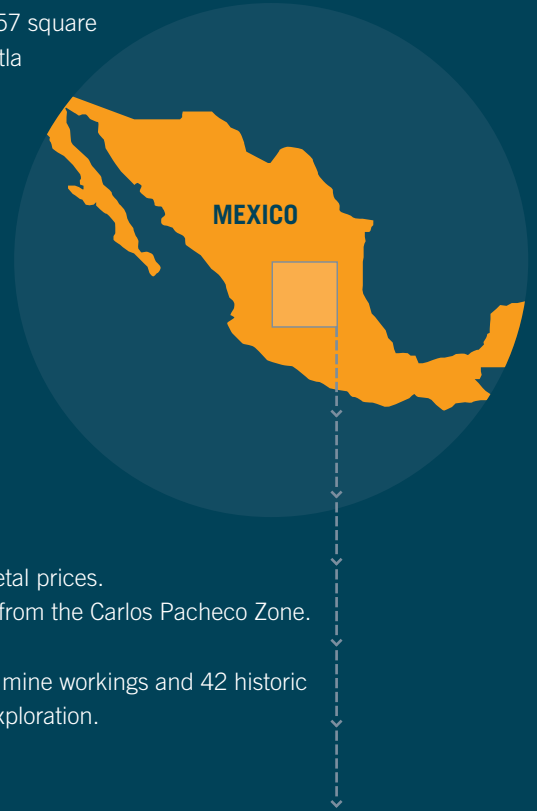 57 square
tla
MEXICO
etal prices.
from the Carlos Pacheco Zone.
mine workings and 42 historic
xploration.